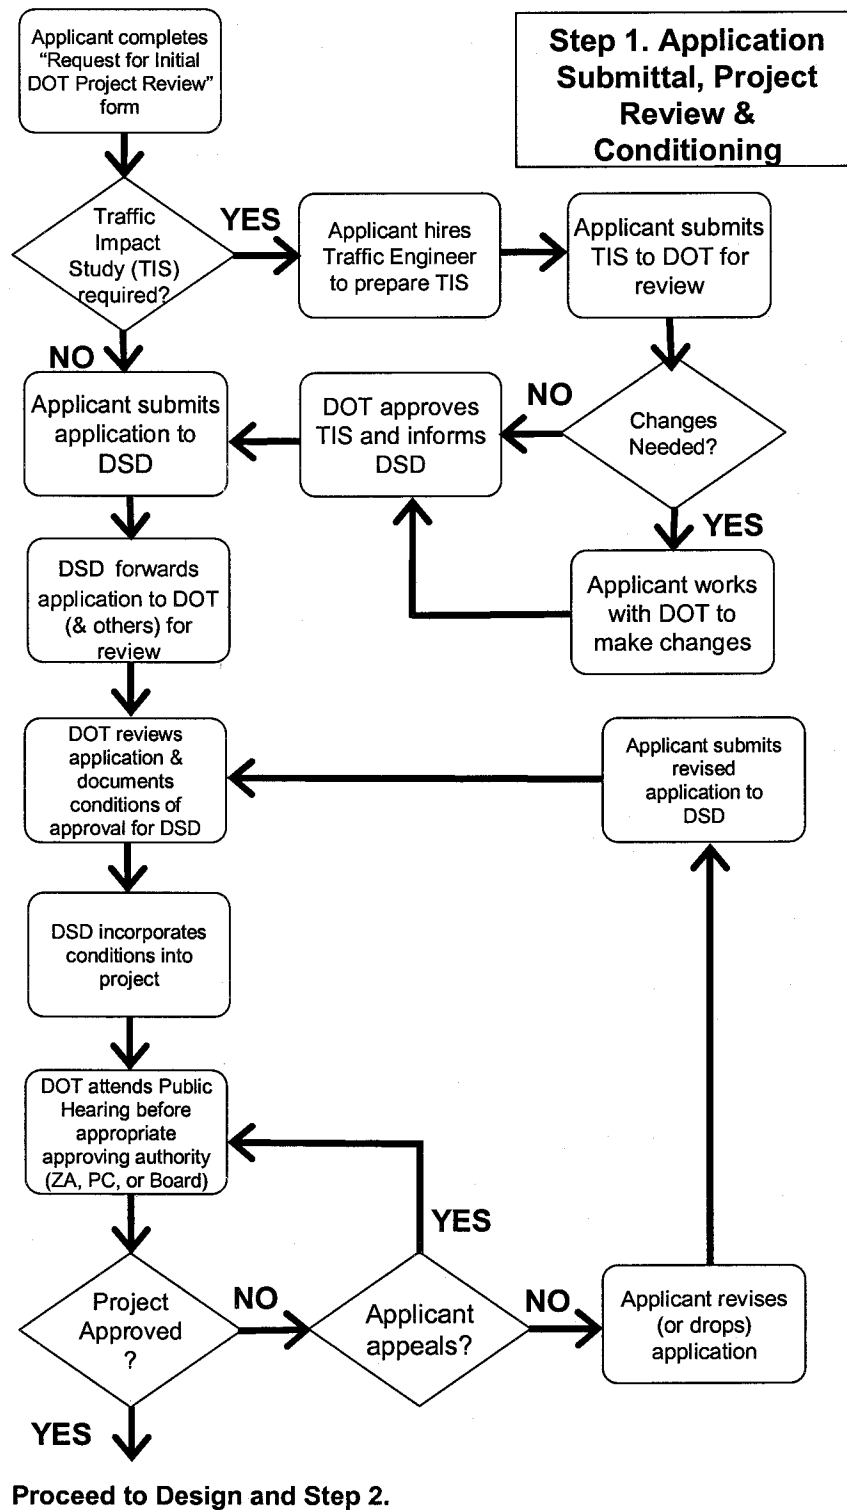 Applicant completes
“Request for Initial
DOT Project Review”
form
Step 1. Application
Submittal, Project
Review &
Conditioning
Traffic
Impact
Study (TIS)
required?
YES
Applicant hires
Traffic Engineer
to prepare TIS
Applicant submits
TIS to DOT for
review
NO
Applicant submits
application to
DSD
DOT approves
TIS and informs
DSD
NO
Changes
Needed?
YES
DSD forwards
application to DOT
(& others) for
review
Applicant works
with DOT to
make changes
DOT reviews
application &
documents
conditions of
approval for DSD
Applicant submits
revised
application to
DSD
DSD incorporates
conditions into
project
DOT attends Public
Hearing before
appropriate
approving authority
(ZA, PC, or Board)
YES
Project
Approved
?
NO
Applicant
appeals?
NO
Applicant revises
(or drops)
application
YES
Proceed to Design and Step 2.